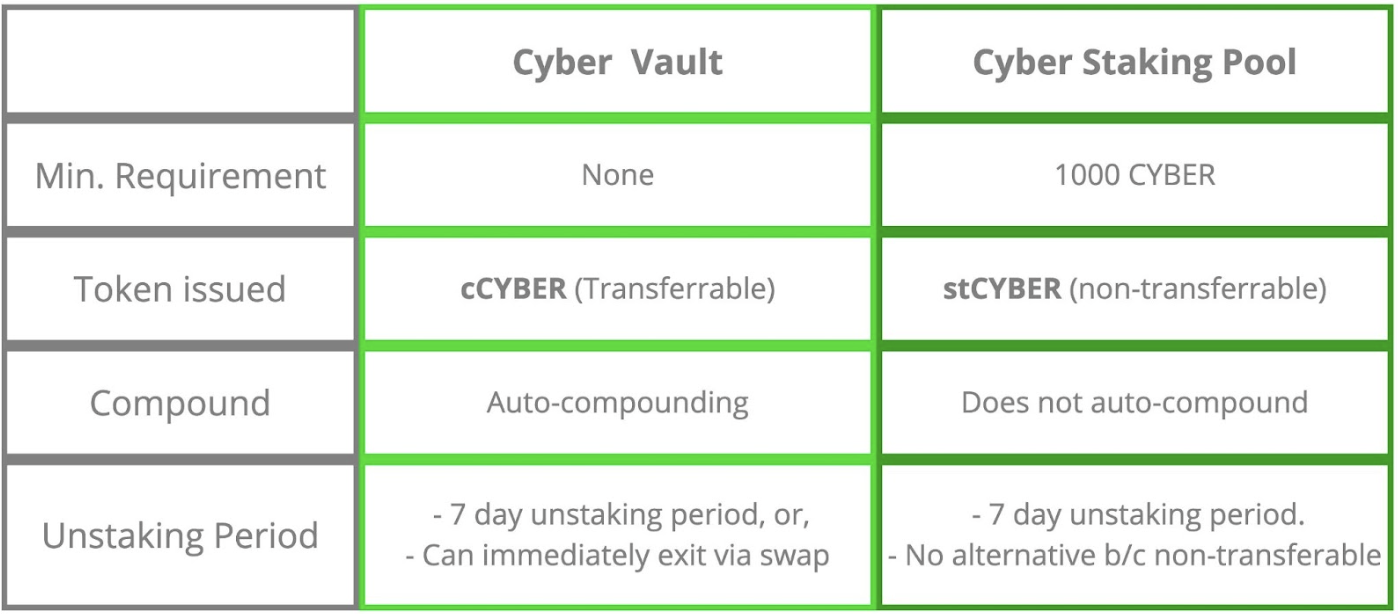 Cyber Vault
Cyber Staking Pool
Min. Requirement
None
1000 CYBER
Token issued
cCYBER (Transferrable)
stCYBER (non-transferrable)
Compound
Auto-compounding
Does not auto-compound
Unstaking Period
- 7 day unstaking period, or,
- Can immediately exit via swap
- 7 day unstaking period.
- No alternative b/c non-transferable